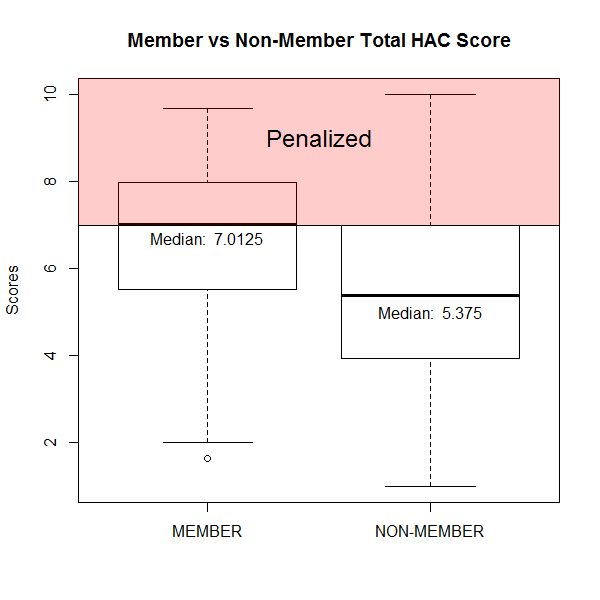 Member vs Non-Member Total HAC Score
Penalized
Median: 7.0125
Median: 5.375
Scores
10
8
6
4
2
MEMBER
NON-MEMBER